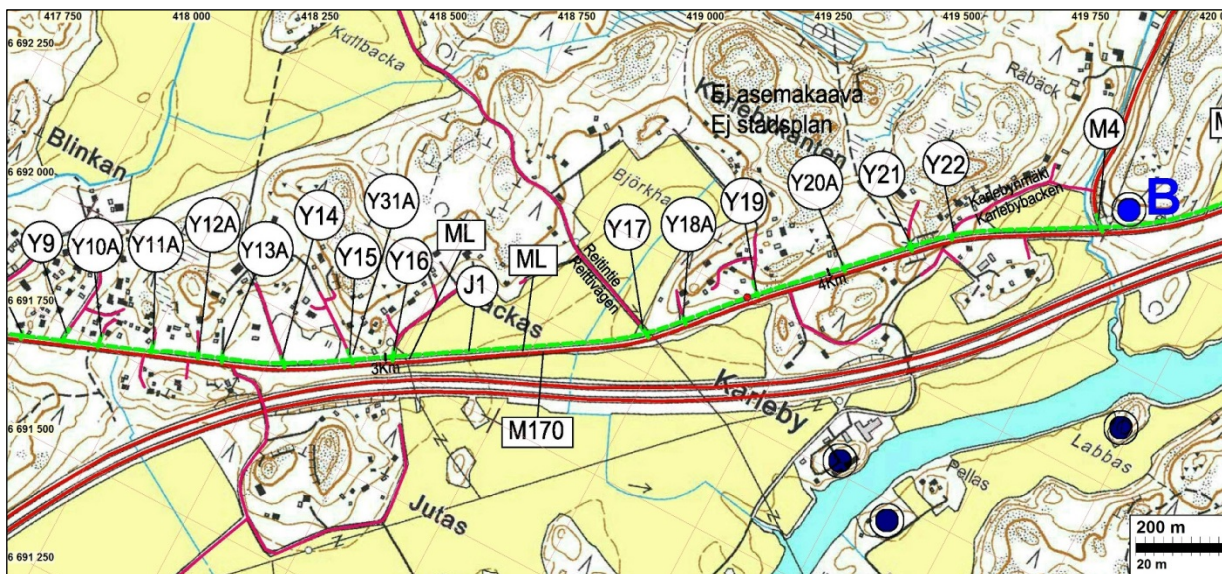 417 750
418 000
418 250
418 500
418 750
419 000
419 250
419 500
419 750
6 692 250
6 692 000
6 691 750
6 691 500
6 691 250
Kullbacka
Blinkan
Råbäck
Ej asemakaava
Ej stadsplan
Björkha
M4
B
Y9
Y10A
Y11A
Y12A
Y13A
Y14
Y15
Y31A
Y16
ML
J1
ML
Y17
Y18A
Y19
Y20A
Y21
Y22
Karlebynmäki
Karlebybacken
Reitintie
3Km
4Km
M170
Karleby
Jutas
Pellas
Labbas
200 m
20 m